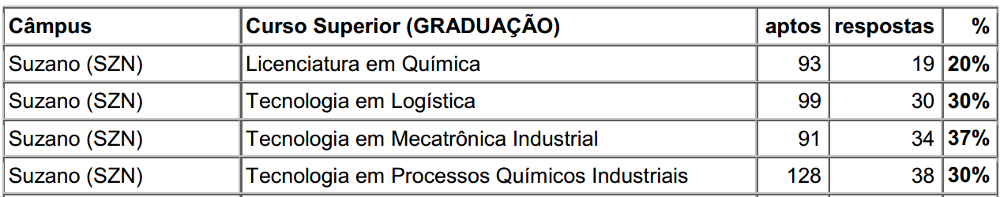 Câmpus Curso Superior (GRADUAÇÃO) aptos respostas %
Suzano (SZN) Licenciatura em Química 93 19 20%
Suzano (SZN) Tecnologia em Logística 99 30 30%
Suzano (SZN) Tecnologia em Mecatrônica Industrial 91 34 37%
Suzano (SZN) Tecnologia em Processos Químicos Industriais 128 38 30%